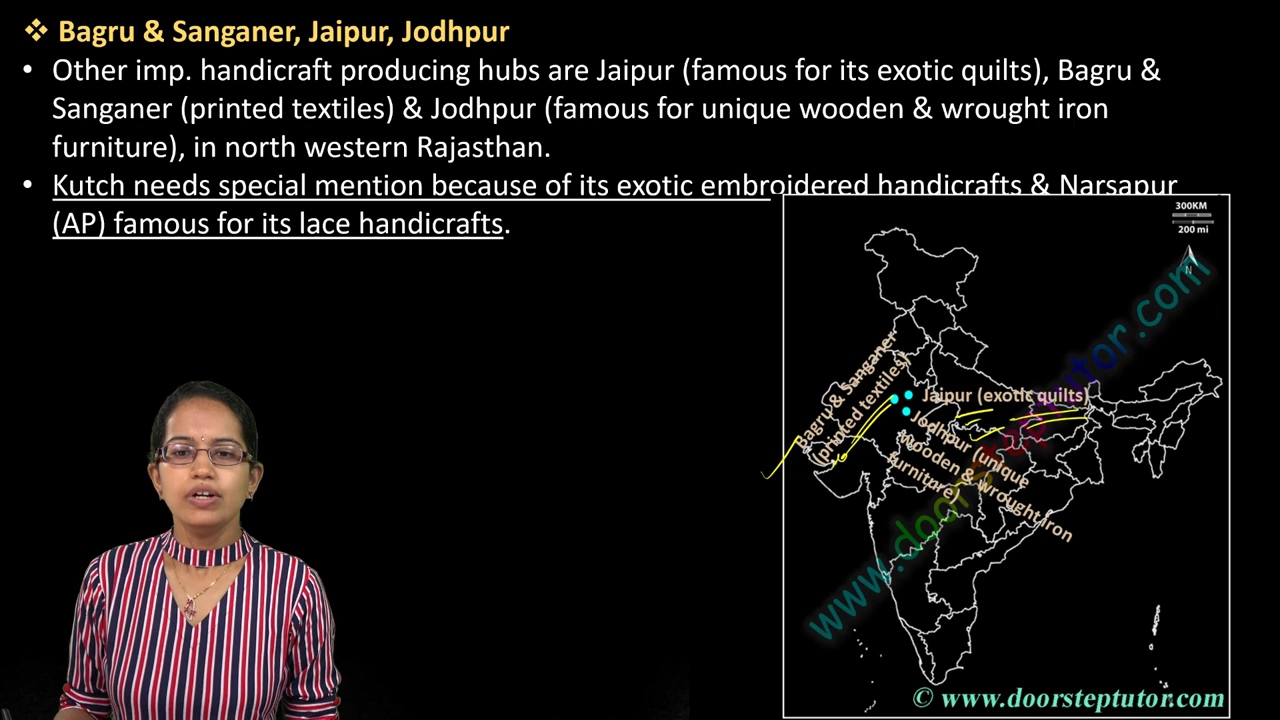 ❖ Bagru & Sanganer, Jaipur, Jodhpur
• Other imp. handicraft producing hubs are Jaipur (famous for its exotic quilts), Bagru &
Sanganer (printed textiles) & Jodhpur (famous for unique wooden & wrought iron
furniture), in north western Rajasthan.
• Kutch needs special mention because of its exotic embroidered handicrafts & Narsapur
(AP) famous for its lace handicrafts.
300KM
200 mi
N
Bagru & Sanganer
(printed textiles)
Jaipur (exotic quilts)
Jodhpur (unique
wooden & wrought iron
furniture)
www.doorsteptutor.com
© www.doorsteptutor.com